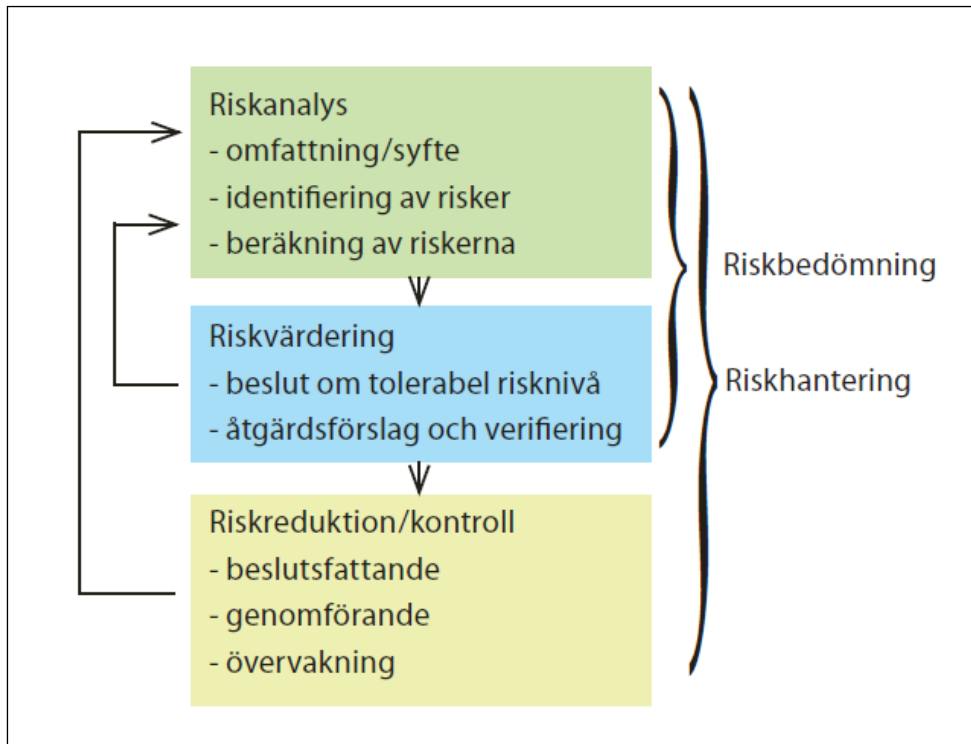 Riskanalys
- omfattning/syfte
- identifiering av risker
- beräkning av riskerna
Riskvärdering
- beslut om tolerabel risknivå
- åtgärdsförslag och verifiering
Riskreduktion/kontroll
- beslutsfattande
- genomförande
- övervakning
Riskbedömning
Riskhantering